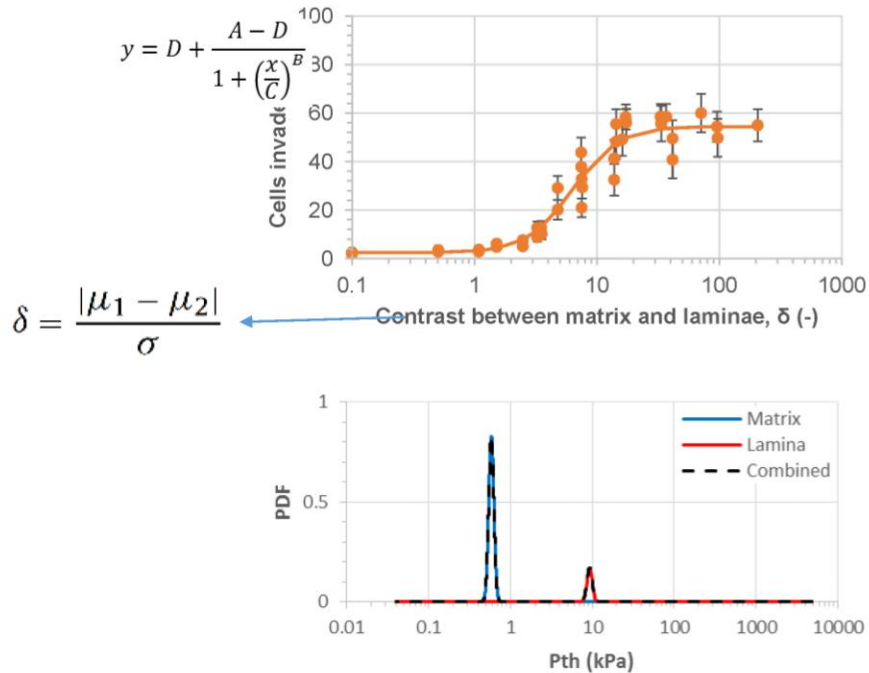 100
y = D + (A − D) / (1 + (x/C)^B)
80
60
40
20
0
Cells invade
0.1 1 10 100 1000
Contrast between matrix and laminae, δ (-)
δ = |μ₁ − μ₂| / σ
1
0.5
0
PDF
Matrix
Lamina
Combined
0.01 0.1 1 10 100 1000 10000
Pth (kPa)